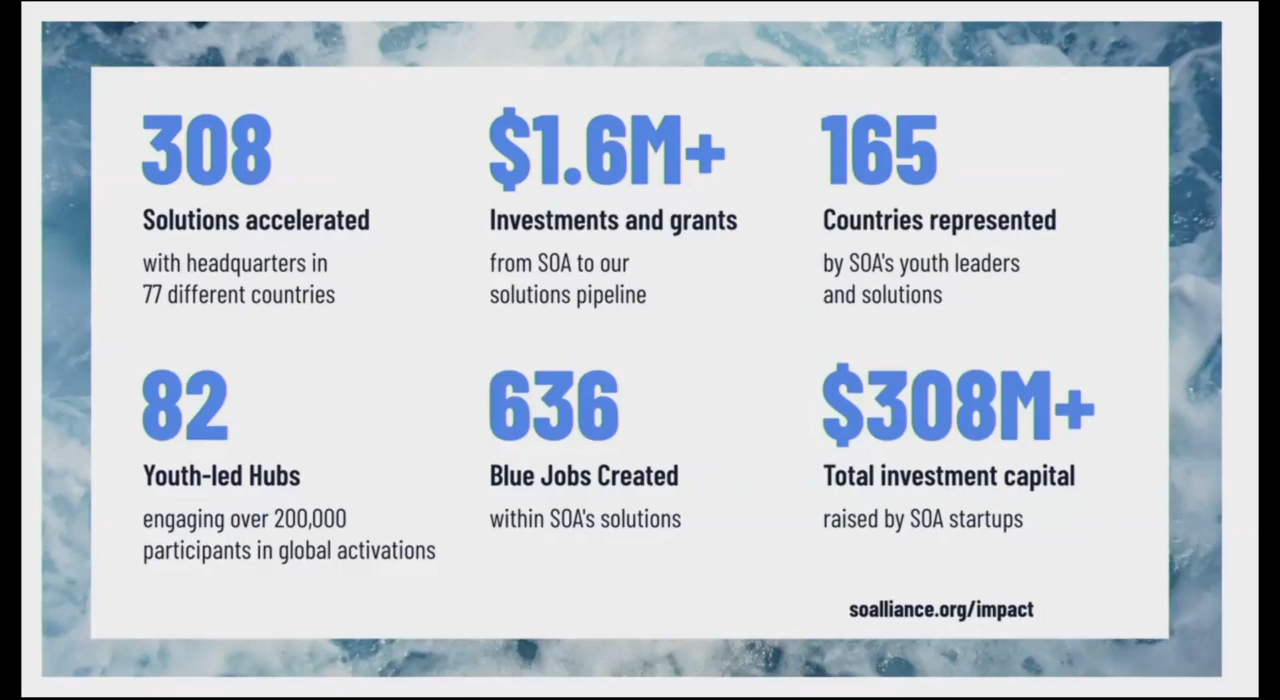 308
Solutions accelerated
with headquarters in
77 different countries
$1.6M+
Investments and grants
from SOA to our
solutions pipeline
165
Countries represented
by SOA's youth leaders
and solutions
82
Youth-led Hubs
engaging over 200,000
participants in global activations
636
Blue Jobs Created
within SOA's solutions
$308M+
Total investment capital
raised by SOA startups
soalliance.org/impact